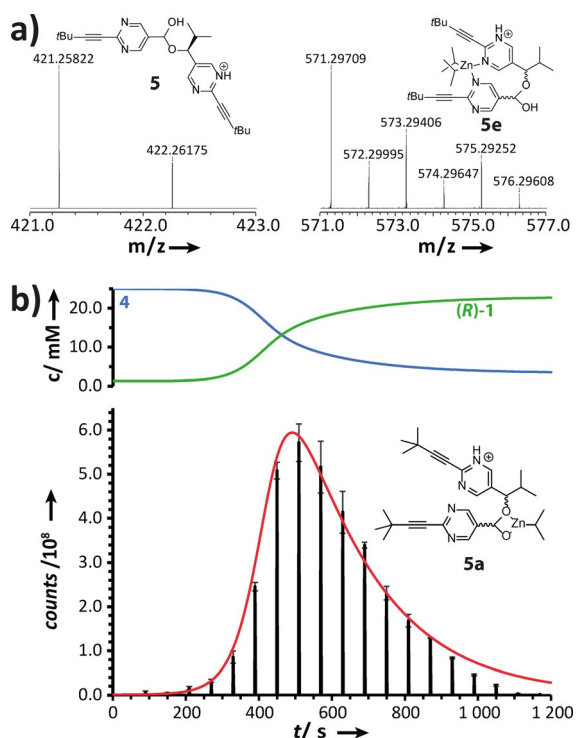 a)
tBu
N
N
OH
O
5
N
NH
+
tBu
421.25822
422.26175
421.0 422.0 423.0
m/z
tBu
N
NH
+
Zn
N
N
O
OH
tBu
5e
571.29709
572.29995
573.29406
574.29647
575.29252
576.29608
571.0 573.0 575.0 577.0
m/z
b)
c/ mM
20.0
10.0
0.0
4
(R)-1
counts /10⁸
6.0
5.0
4.0
3.0
2.0
1.0
0.0
H
N
+
N
O
Zn
N
N
O-
5a
0 200 400 600 800 1 000 1 200
t/ s